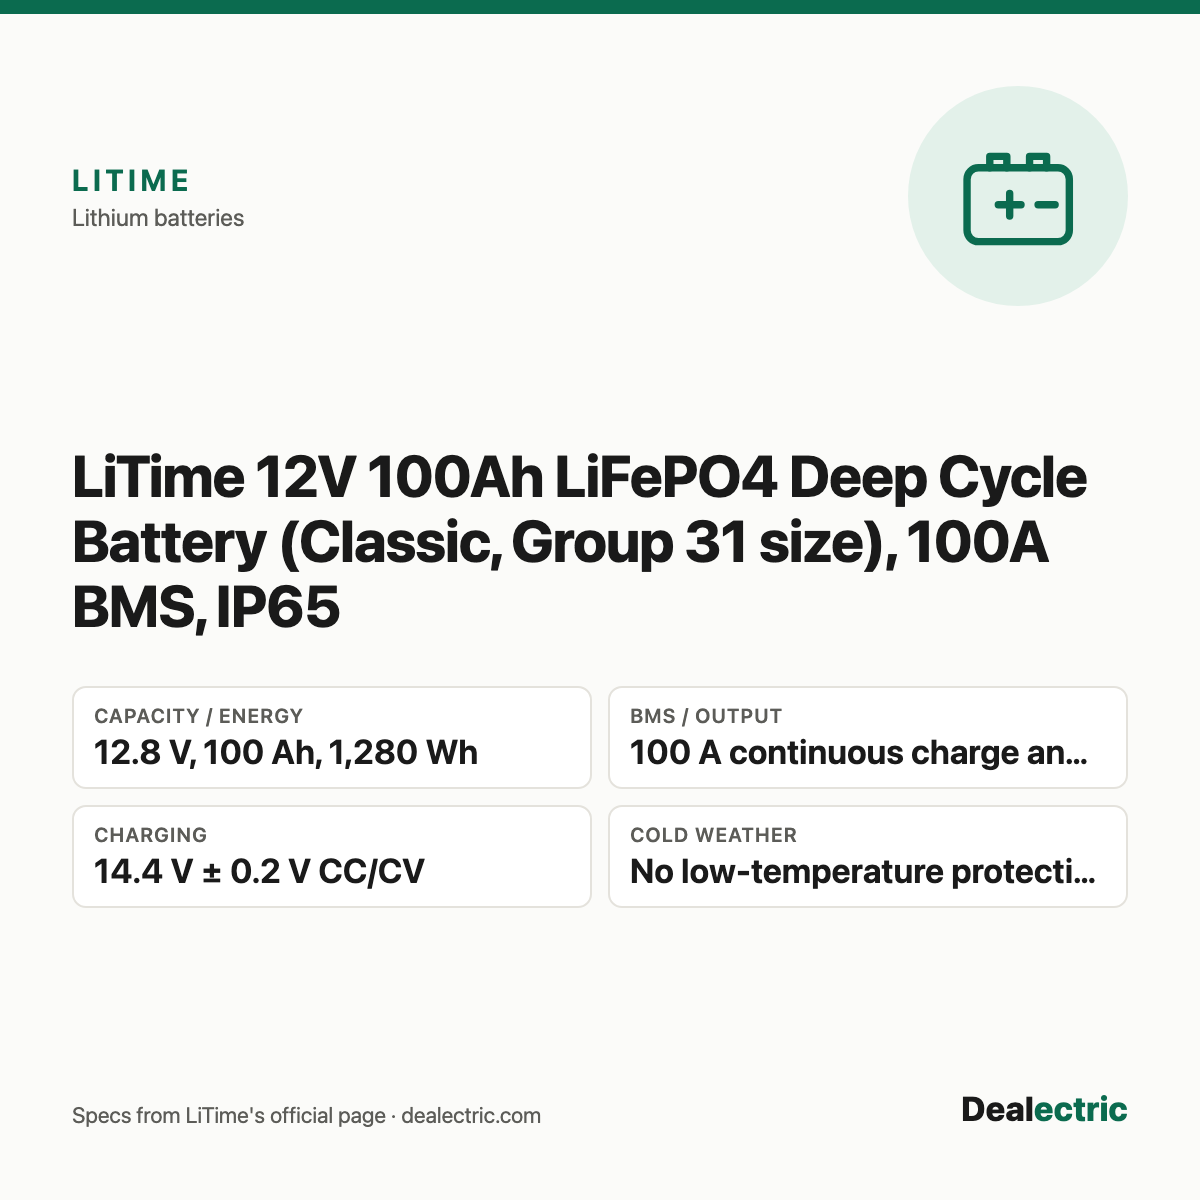 LITIME
Lithium batteries
LiTime 12V 100Ah LiFePO4 Deep Cycle
Battery (Classic, Group 31 size), 100A
BMS, IP65
CAPACITY / ENERGY
12.8 V, 100 Ah, 1,280 Wh
BMS / OUTPUT
100 A continuous charge an…
CHARGING
14.4 V ± 0.2 V CC/CV
COLD WEATHER
No low-temperature protecti…
Specs from LiTime's official page · dealectric.com
Dealectric